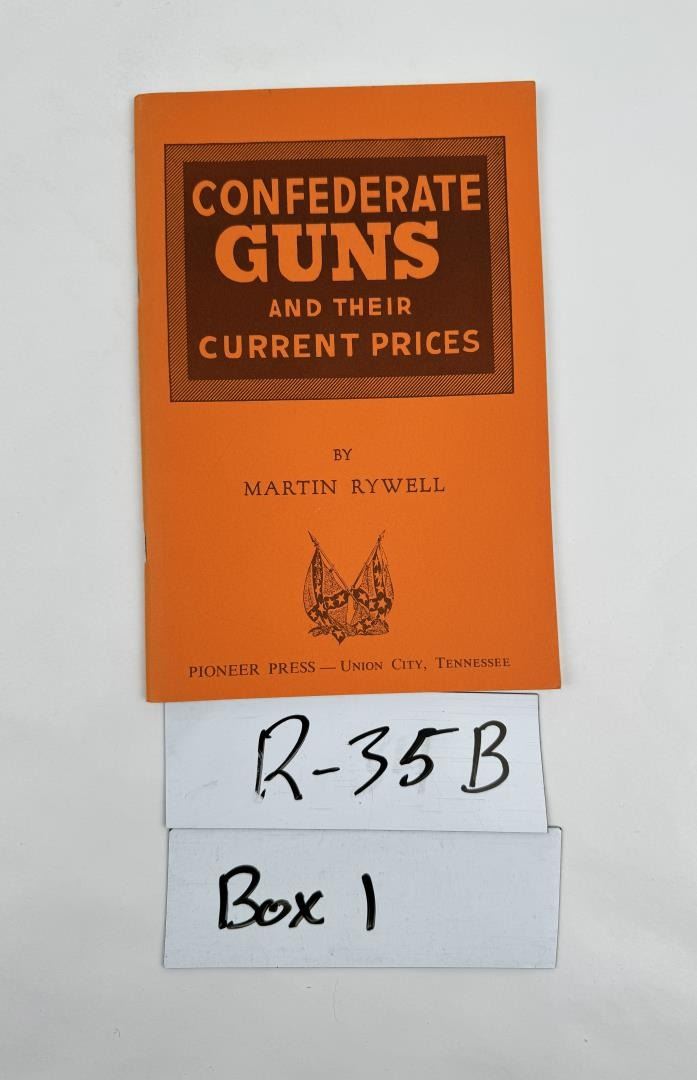 CONFEDERATE
GUNS
AND THEIR
CURRENT PRICES
BY
MARTIN RYWELL
PIONEER PRESS — UNION CITY, TENNESSEE
R-35B
Box 1